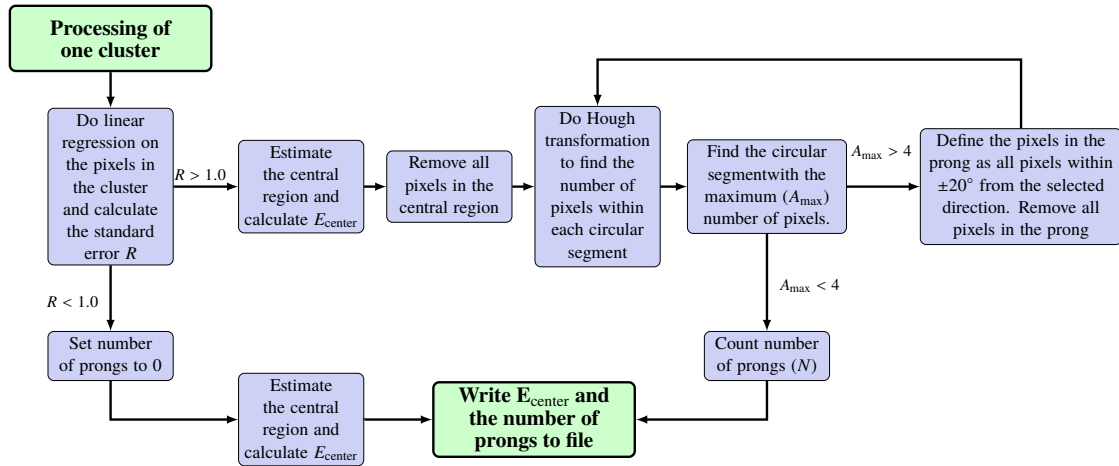 Processing of
one cluster
Do linear
regression on
the pixels in
the cluster
and calculate
the standard
error R
R > 1.0
Estimate
the central
region and
calculate E_center
Remove all
pixels in the
central region
Do Hough
transformation
to find the
number of
pixels within
each circular
segment
Find the circular
segmentwith the
maximum (A_max)
number of pixels.
A_max > 4
Define the pixels in the
prong as all pixels within
±20° from the selected
direction. Remove all
pixels in the prong
R < 1.0
A_max < 4
Set number
of prongs to 0
Count number
of prongs (N)
Estimate
the central
region and
calculate E_center
Write E_center and
the number of
prongs to file